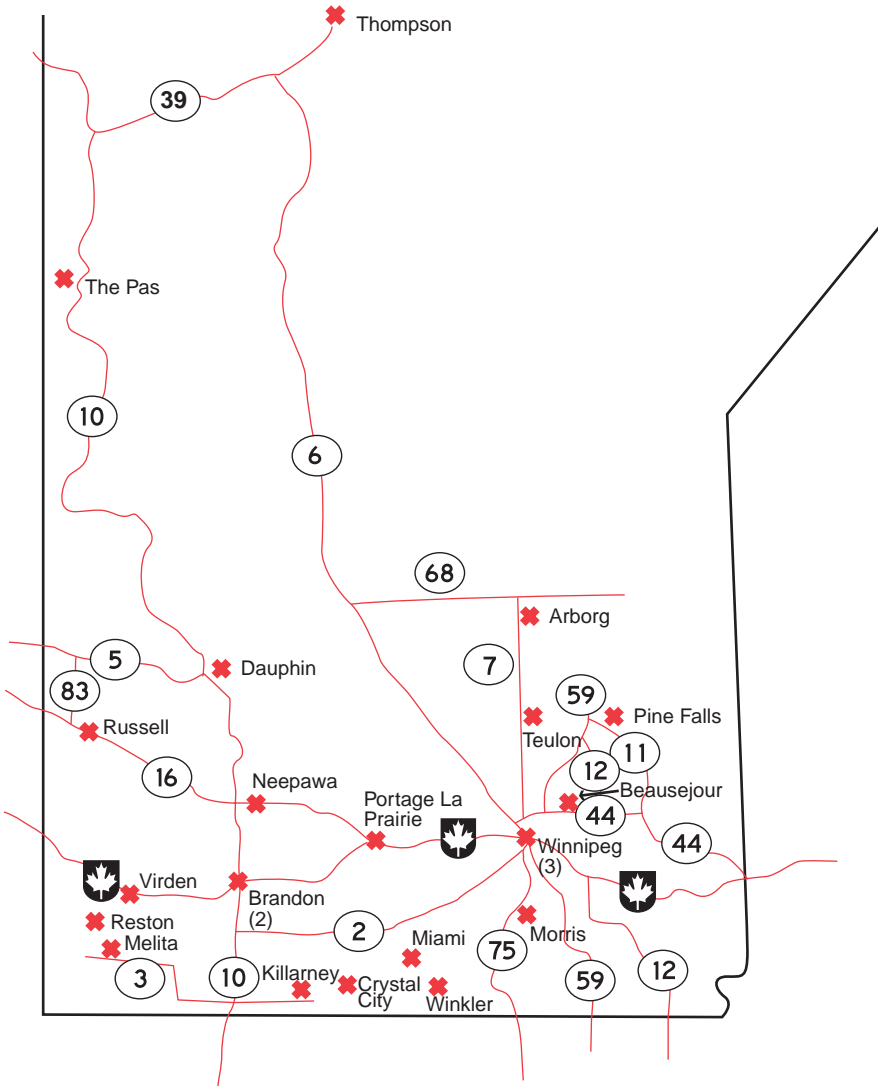 Thompson
39
The Pas
10
6
68
Arborg
7
5
Dauphin
83
59
Pine Falls
Russell
Teulon
11
16
12
Neepawa
Beausejour
Portage La
Prairie
44
44
Winnipeg
(3)
Virden
Brandon
(2)
Reston
Melita
2
Miami
Morris
75
3
10
Killarney
Crystal
City
Winkler
59
12